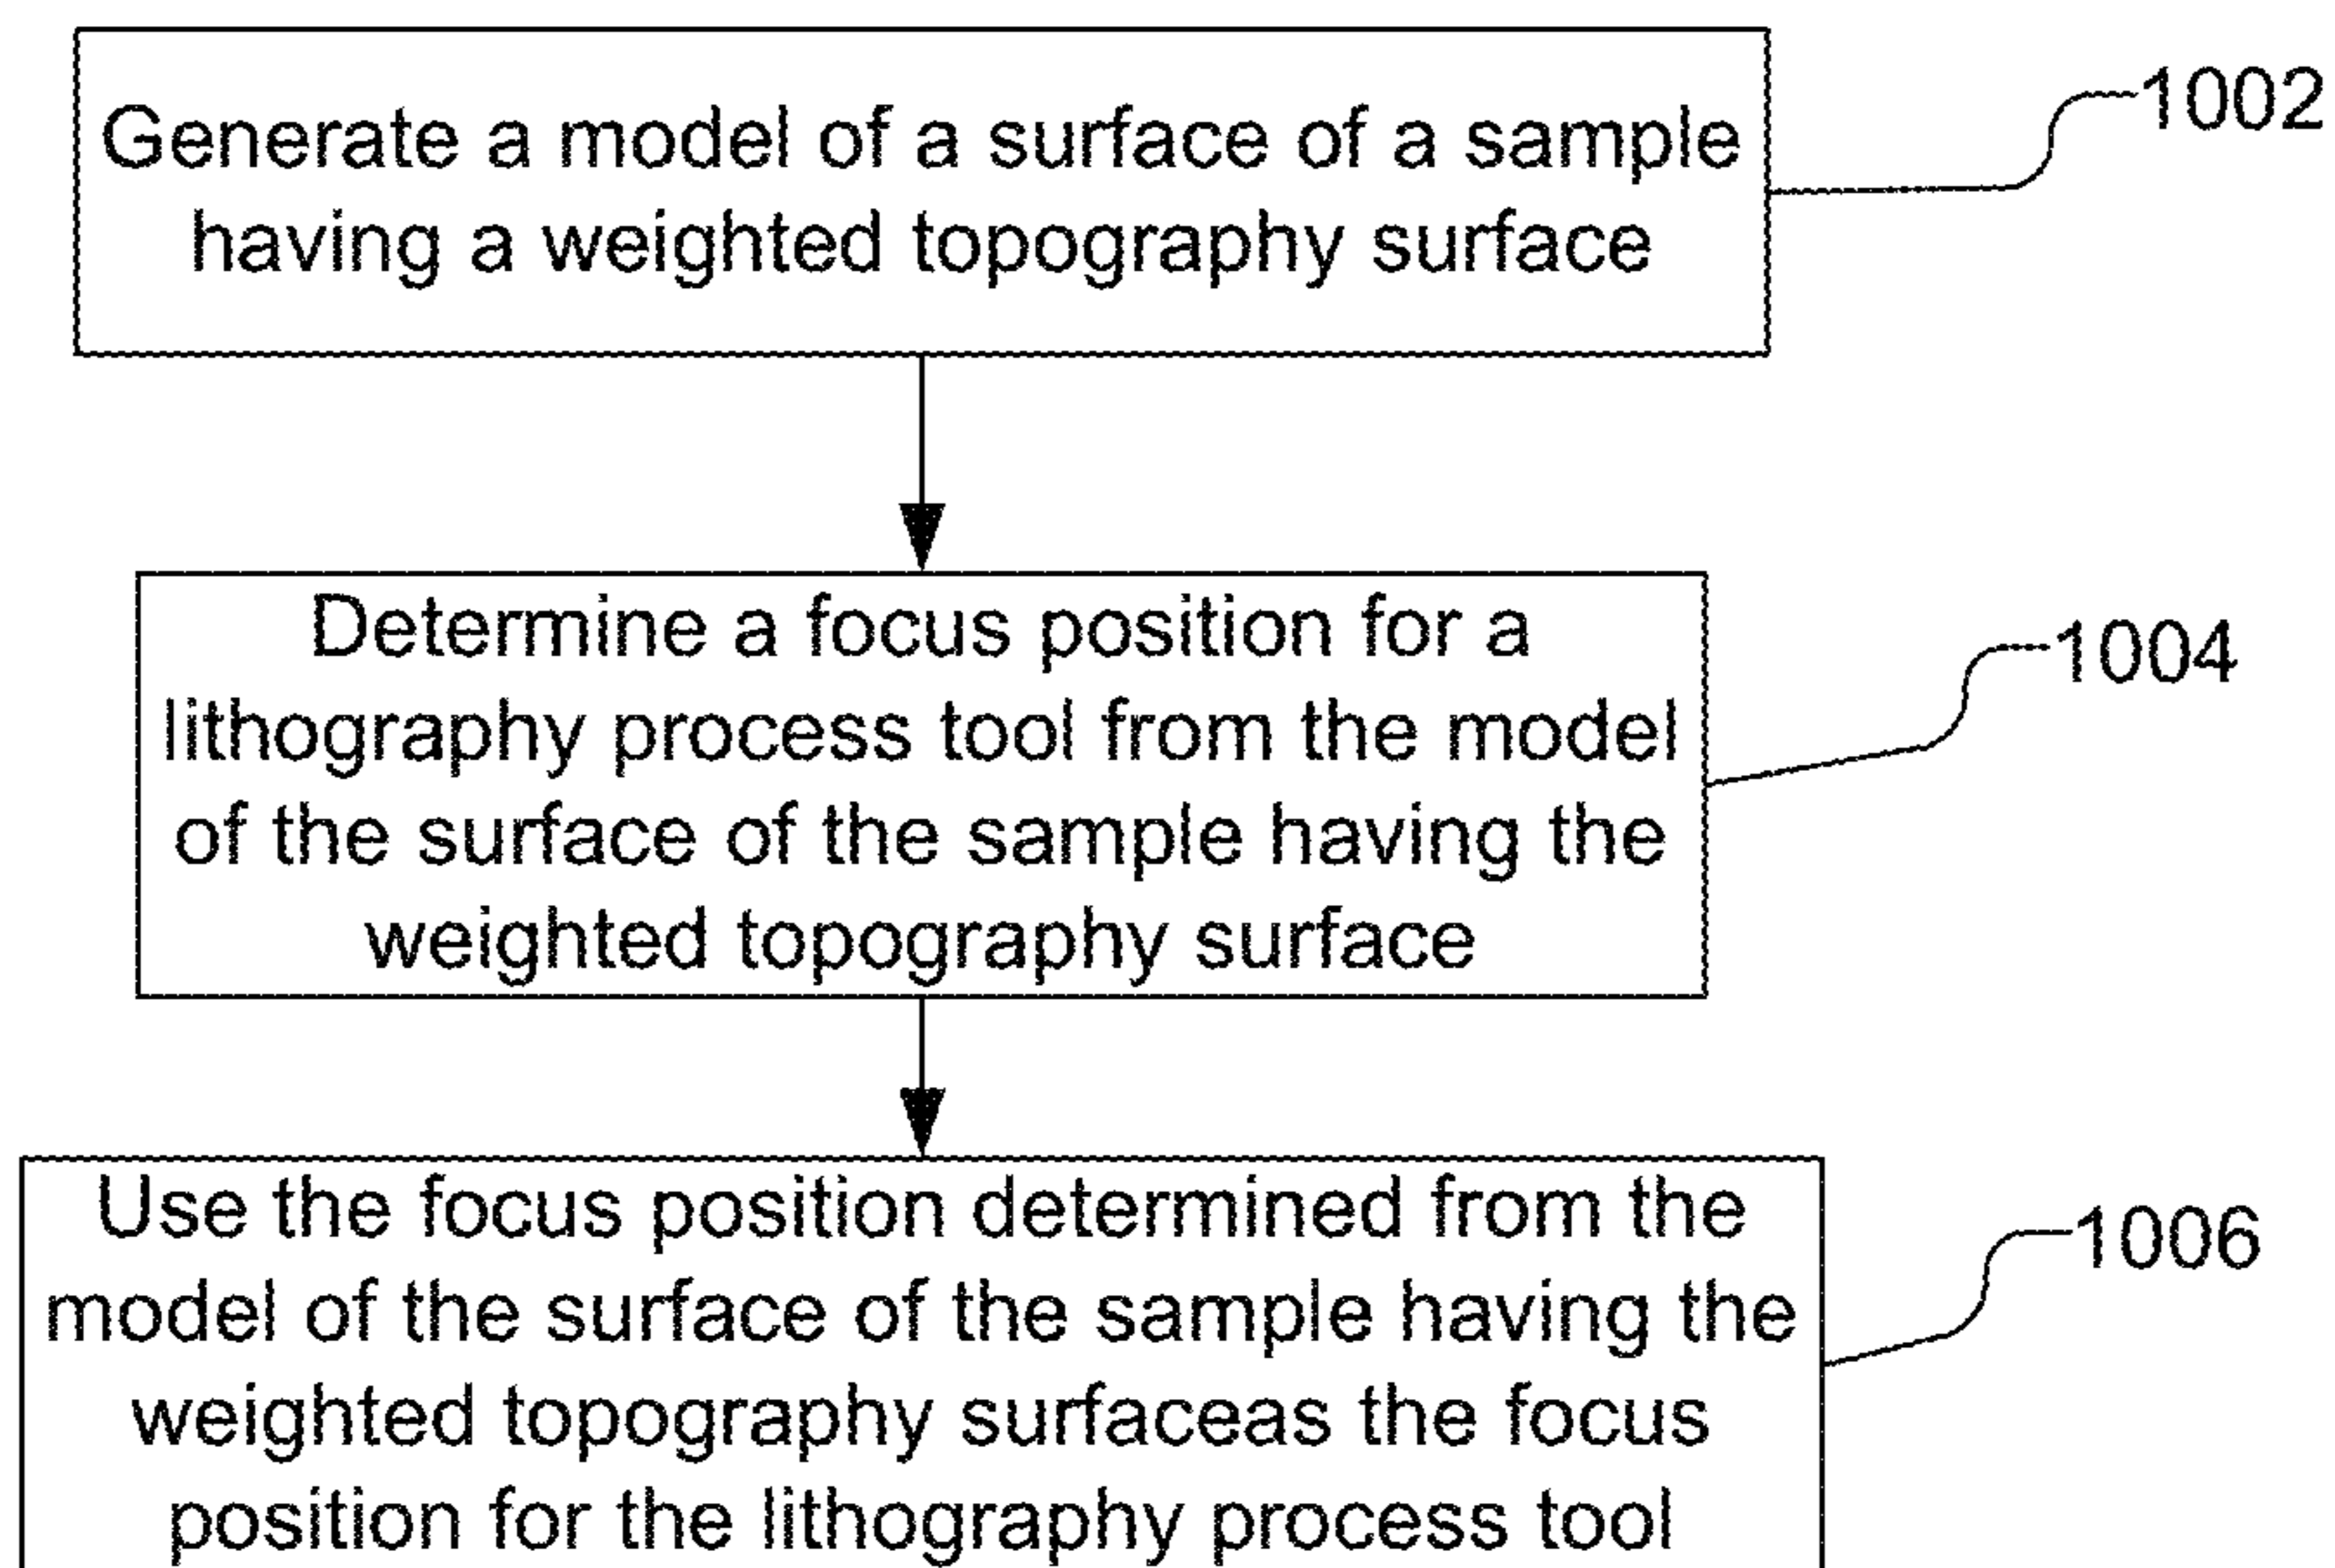 Generate a model of a surface of a sample
having a weighted topography surface
1002
Determine a focus position for a
lithography process tool from the model
of the surface of the sample having the
weighted topography surface
1004
Use the focus position determined from the
model of the surface of the sample having the
weighted topography surfaceas the focus
position for the lithography process tool
1006